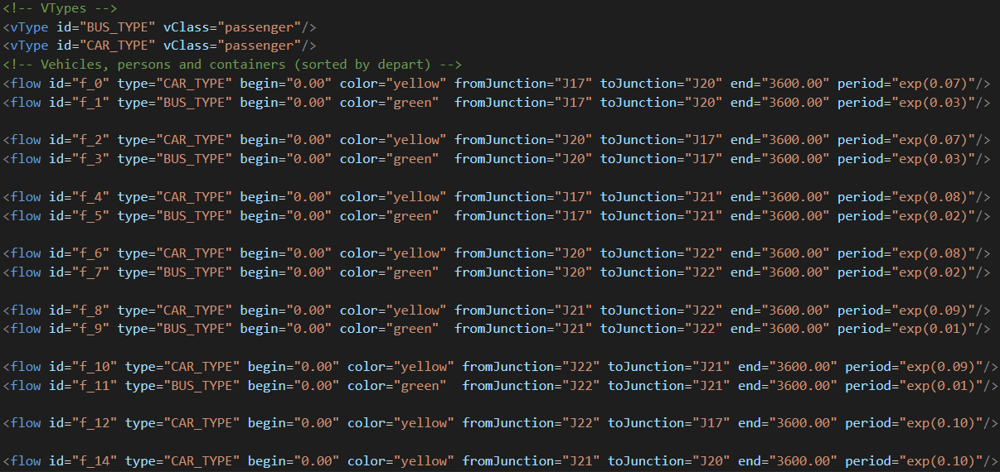 <!-- VTypes -->
<vType id="BUS_TYPE" vClass="passenger"/>
<vType id="CAR_TYPE" vClass="passenger"/>
<!-- Vehicles, persons and containers (sorted by depart) -->
<flow id="f_0" type="CAR_TYPE" begin="0.00" color="yellow" fromJunction="J17" toJunction="J20" end="3600.00" period="exp(0.07)"/>
<flow id="f_1" type="BUS_TYPE" begin="0.00" color="green"  fromJunction="J17" toJunction="J20" end="3600.00" period="exp(0.03)"/>
<flow id="f_2" type="CAR_TYPE" begin="0.00" color="yellow" fromJunction="J20" toJunction="J17" end="3600.00" period="exp(0.07)"/>
<flow id="f_3" type="BUS_TYPE" begin="0.00" color="green"  fromJunction="J20" toJunction="J17" end="3600.00" period="exp(0.03)"/>
<flow id="f_4" type="CAR_TYPE" begin="0.00" color="yellow" fromJunction="J17" toJunction="J21" end="3600.00" period="exp(0.08)"/>
<flow id="f_5" type="BUS_TYPE" begin="0.00" color="green"  fromJunction="J17" toJunction="J21" end="3600.00" period="exp(0.02)"/>
<flow id="f_6" type="CAR_TYPE" begin="0.00" color="yellow" fromJunction="J20" toJunction="J22" end="3600.00" period="exp(0.08)"/>
<flow id="f_7" type="BUS_TYPE" begin="0.00" color="green"  fromJunction="J20" toJunction="J22" end="3600.00" period="exp(0.02)"/>
<flow id="f_8" type="CAR_TYPE" begin="0.00" color="yellow" fromJunction="J21" toJunction="J22" end="3600.00" period="exp(0.09)"/>
<flow id="f_9" type="BUS_TYPE" begin="0.00" color="green"  fromJunction="J21" toJunction="J22" end="3600.00" period="exp(0.01)"/>
<flow id="f_10" type="CAR_TYPE" begin="0.00" color="yellow" fromJunction="J22" toJunction="J21" end="3600.00" period="exp(0.09)"/>
<flow id="f_11" type="BUS_TYPE" begin="0.00" color="green"  fromJunction="J22" toJunction="J21" end="3600.00" period="exp(0.01)"/>
<flow id="f_12" type="CAR_TYPE" begin="0.00" color="yellow" fromJunction="J22" toJunction="J17" end="3600.00" period="exp(0.10)"/>
<flow id="f_14" type="CAR_TYPE" begin="0.00" color="yellow" fromJunction="J21" toJunction="J20" end="3600.00" period="exp(0.10)"/>